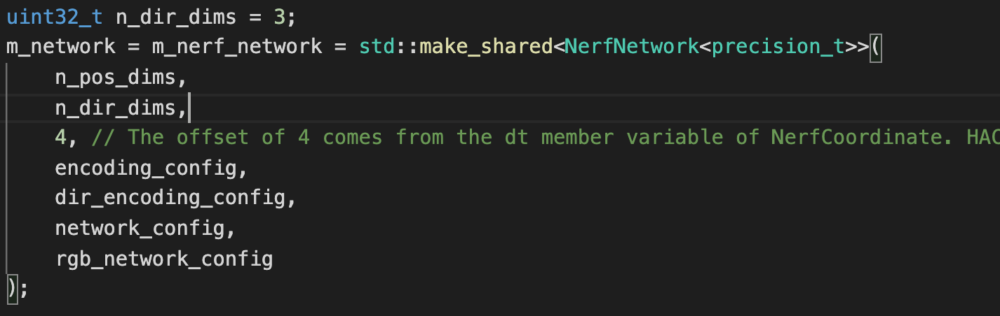 uint32_t n_dir_dims = 3;
m_network = m_nerf_network = std::make_shared<NerfNetwork<precision_t>>(
n_pos_dims,
n_dir_dims,
4, // The offset of 4 comes from the dt member variable of NerfCoordinate. HAC
encoding_config,
dir_encoding_config,
network_config,
rgb_network_config
);